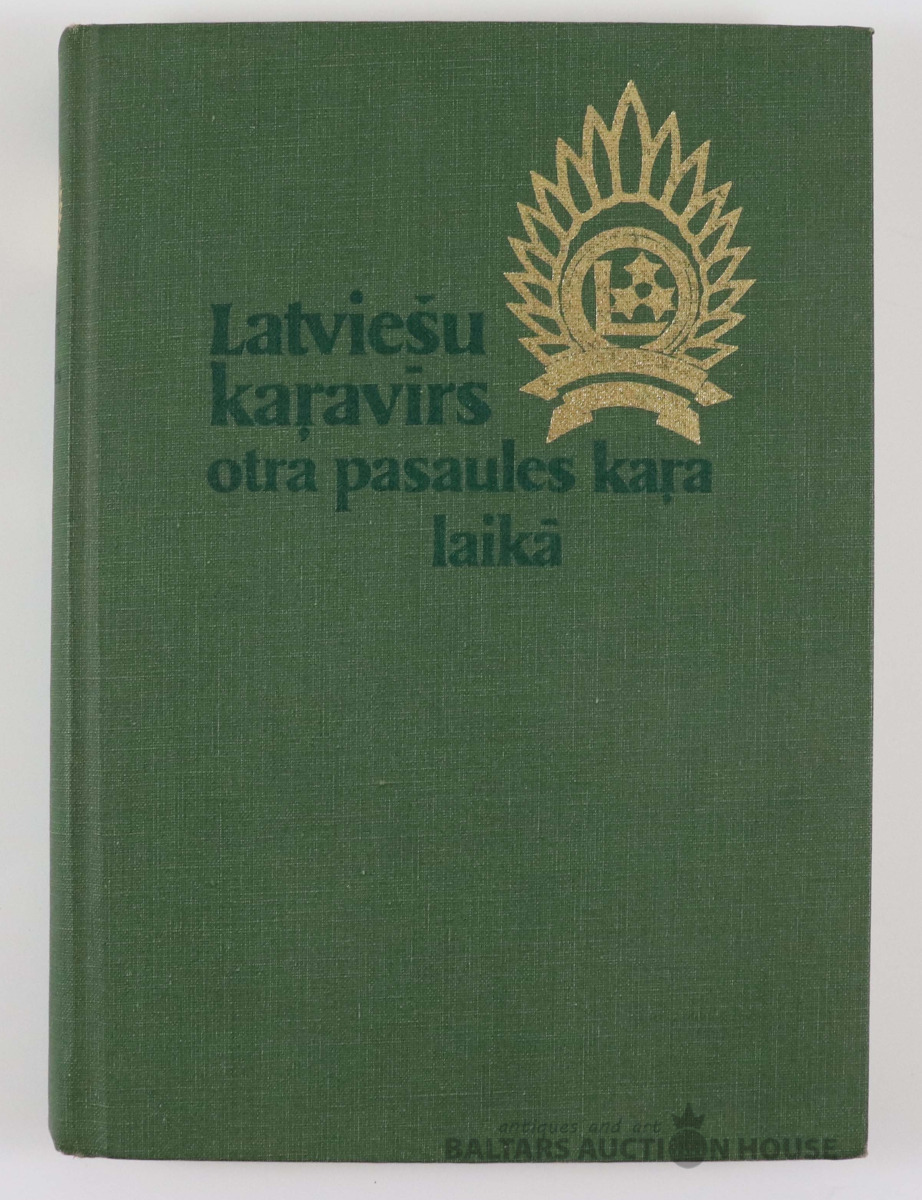 Latviešu
kaŗavīrs
otra pasaules kaŗa
laikā
antiques and art
BALTARS AUCTION HOUSE